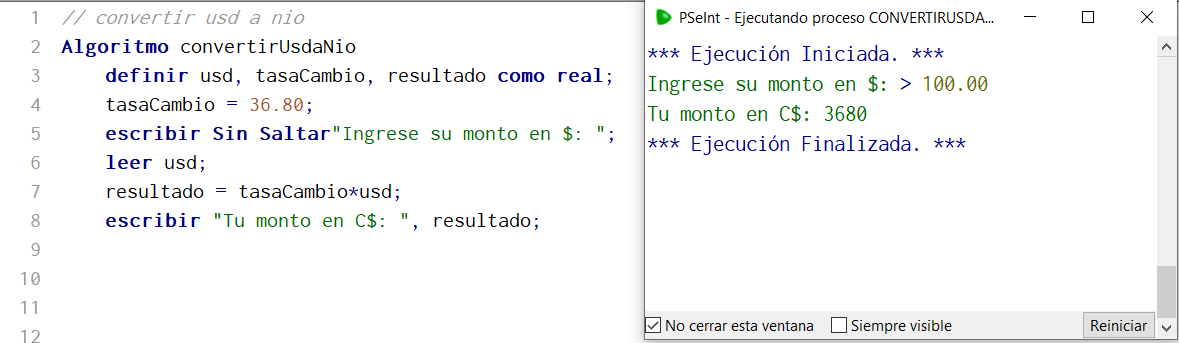 1 // convertir usd a nio
2 Algoritmo convertirUsdaNio
3 definir usd, tasaCambio, resultado como real;
4 tasaCambio = 36.80;
5 escribir Sin Saltar"Ingrese su monto en $: ";
6 leer usd;
7 resultado = tasaCambio*usd;
8 escribir "Tu monto en C$: ", resultado;
9
10
11
12
PSeInt - Ejecutando proceso CONVERTIRUSDA...
*** Ejecución Iniciada. ***
Ingrese su monto en $: > 100.00
Tu monto en C$: 3680
*** Ejecución Finalizada. ***
No cerrar esta ventana Siempre visible Reiniciar